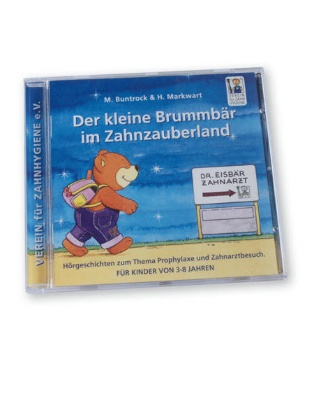 M. Buntrock & H. Markwart
Der kleine Brummbär
im Zahnzauberland
DR. EISBÄR
ZAHNARZT
Hörgeschichten zum Thema Prophylaxe und Zahnarztbesuch.
FÜR KINDER VON 3-8 JAHREN
VEREIN für ZAHNHYGIENE e.V.